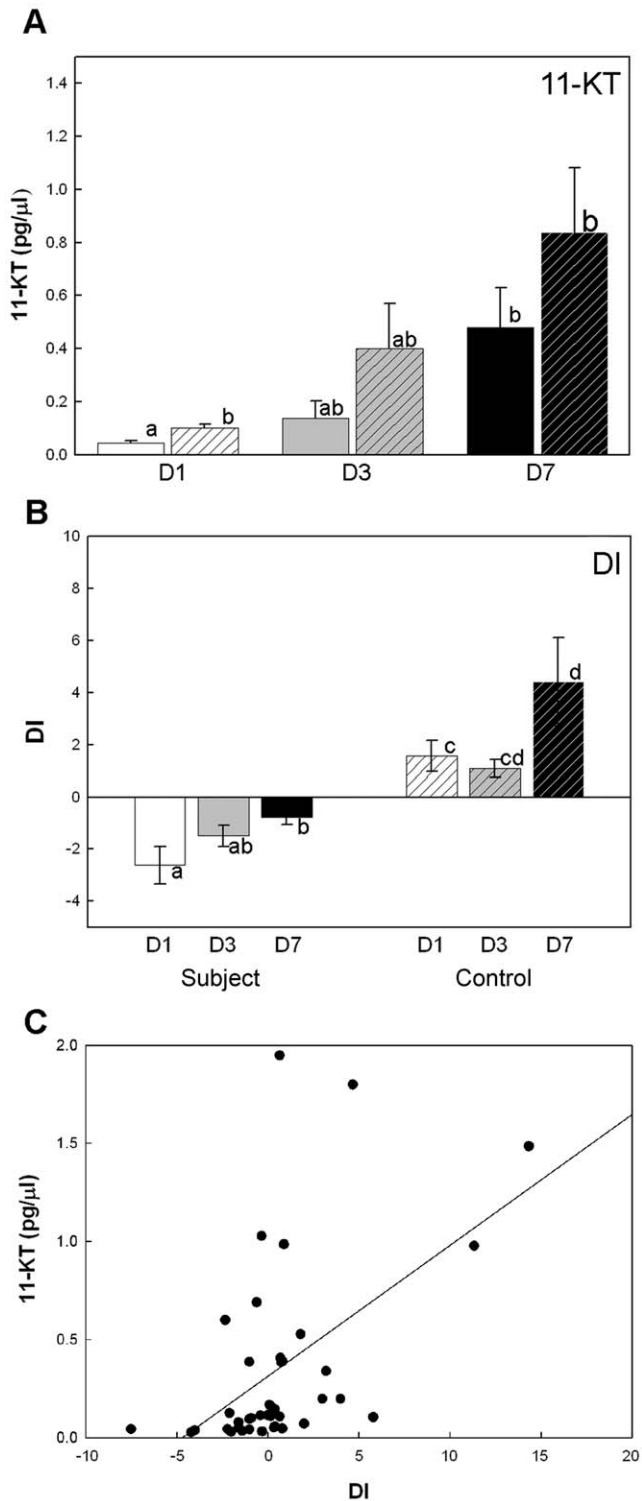 A
11-KT
1.4
1.2
1.0
0.8
0.6
0.4
0.2
0.0
11-KT (pg/µl)
a
b
ab
ab
b
b
D1
D3
D7
B
DI
10
8
6
4
2
0
-2
-4
DI
a
ab
b
c
cd
d
D1
D3
D7
D1
D3
D7
Subject
Control
C
2.0
1.5
1.0
0.5
0.0
11-KT (pg/µl)
-10
-5
0
5
10
15
20
DI